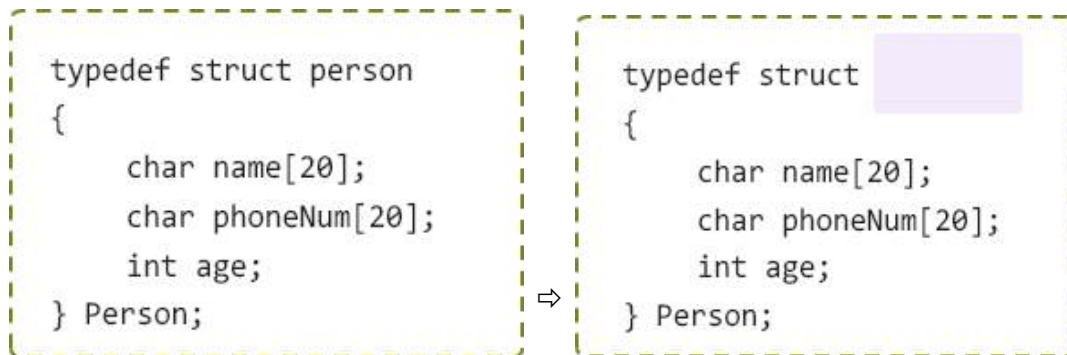 typedef struct person
{
char name[20];
char phoneNum[20];
int age;
} Person;
⇨
typedef struct
{
char name[20];
char phoneNum[20];
int age;
} Person;